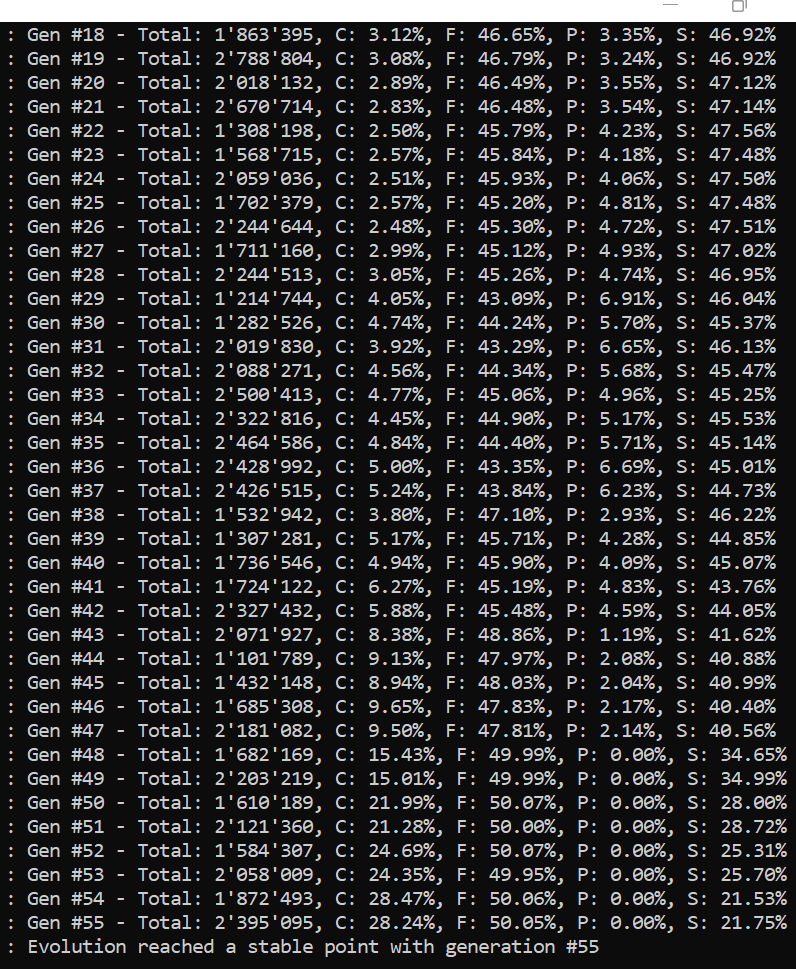 : Gen #18 - Total: 1'863'395, C: 3.12%, F: 46.65%, P: 3.35%, S: 46.92%
: Gen #19 - Total: 2'788'804, C: 3.08%, F: 46.79%, P: 3.24%, S: 46.92%
: Gen #20 - Total: 2'018'132, C: 2.89%, F: 46.49%, P: 3.55%, S: 47.12%
: Gen #21 - Total: 2'670'714, C: 2.83%, F: 46.48%, P: 3.54%, S: 47.14%
: Gen #22 - Total: 1'308'198, C: 2.50%, F: 45.79%, P: 4.23%, S: 47.56%
: Gen #23 - Total: 1'568'715, C: 2.57%, F: 45.84%, P: 4.18%, S: 47.48%
: Gen #24 - Total: 2'059'036, C: 2.51%, F: 45.93%, P: 4.06%, S: 47.50%
: Gen #25 - Total: 1'702'379, C: 2.57%, F: 45.20%, P: 4.81%, S: 47.48%
: Gen #26 - Total: 2'244'644, C: 2.48%, F: 45.30%, P: 4.72%, S: 47.51%
: Gen #27 - Total: 1'711'160, C: 2.99%, F: 45.12%, P: 4.93%, S: 47.02%
: Gen #28 - Total: 2'244'513, C: 3.05%, F: 45.26%, P: 4.74%, S: 46.95%
: Gen #29 - Total: 1'214'744, C: 4.05%, F: 43.09%, P: 6.91%, S: 46.04%
: Gen #30 - Total: 1'282'526, C: 4.74%, F: 44.24%, P: 5.70%, S: 45.37%
: Gen #31 - Total: 2'019'830, C: 3.92%, F: 43.29%, P: 6.65%, S: 46.13%
: Gen #32 - Total: 2'088'271, C: 4.56%, F: 44.34%, P: 5.68%, S: 45.47%
: Gen #33 - Total: 2'500'413, C: 4.77%, F: 45.06%, P: 4.96%, S: 45.25%
: Gen #34 - Total: 2'322'816, C: 4.45%, F: 44.90%, P: 5.17%, S: 45.53%
: Gen #35 - Total: 2'464'586, C: 4.84%, F: 44.40%, P: 5.71%, S: 45.14%
: Gen #36 - Total: 2'428'992, C: 5.00%, F: 43.35%, P: 6.69%, S: 45.01%
: Gen #37 - Total: 2'426'515, C: 5.24%, F: 43.84%, P: 6.23%, S: 44.73%
: Gen #38 - Total: 1'532'942, C: 3.80%, F: 47.10%, P: 2.93%, S: 46.22%
: Gen #39 - Total: 1'307'281, C: 5.17%, F: 45.71%, P: 4.28%, S: 44.85%
: Gen #40 - Total: 1'736'546, C: 4.94%, F: 45.90%, P: 4.09%, S: 45.07%
: Gen #41 - Total: 1'724'122, C: 6.27%, F: 45.19%, P: 4.83%, S: 43.76%
: Gen #42 - Total: 2'327'432, C: 5.88%, F: 45.48%, P: 4.59%, S: 44.05%
: Gen #43 - Total: 2'071'927, C: 8.38%, F: 48.86%, P: 1.19%, S: 41.62%
: Gen #44 - Total: 1'101'789, C: 9.13%, F: 47.97%, P: 2.08%, S: 40.88%
: Gen #45 - Total: 1'432'148, C: 8.94%, F: 48.03%, P: 2.04%, S: 40.99%
: Gen #46 - Total: 1'685'308, C: 9.65%, F: 47.83%, P: 2.17%, S: 40.40%
: Gen #47 - Total: 2'181'082, C: 9.50%, F: 47.81%, P: 2.14%, S: 40.56%
: Gen #48 - Total: 1'682'169, C: 15.43%, F: 49.99%, P: 0.00%, S: 34.65%
: Gen #49 - Total: 2'203'219, C: 15.01%, F: 49.99%, P: 0.00%, S: 34.99%
: Gen #50 - Total: 1'610'189, C: 21.99%, F: 50.07%, P: 0.00%, S: 28.00%
: Gen #51 - Total: 2'121'360, C: 21.28%, F: 50.00%, P: 0.00%, S: 28.72%
: Gen #52 - Total: 1'584'307, C: 24.69%, F: 50.07%, P: 0.00%, S: 25.31%
: Gen #53 - Total: 2'058'009, C: 24.35%, F: 49.95%, P: 0.00%, S: 25.70%
: Gen #54 - Total: 1'872'493, C: 28.47%, F: 50.06%, P: 0.00%, S: 21.53%
: Gen #55 - Total: 2'395'095, C: 28.24%, F: 50.05%, P: 0.00%, S: 21.75%
: Evolution reached a stable point with generation #55